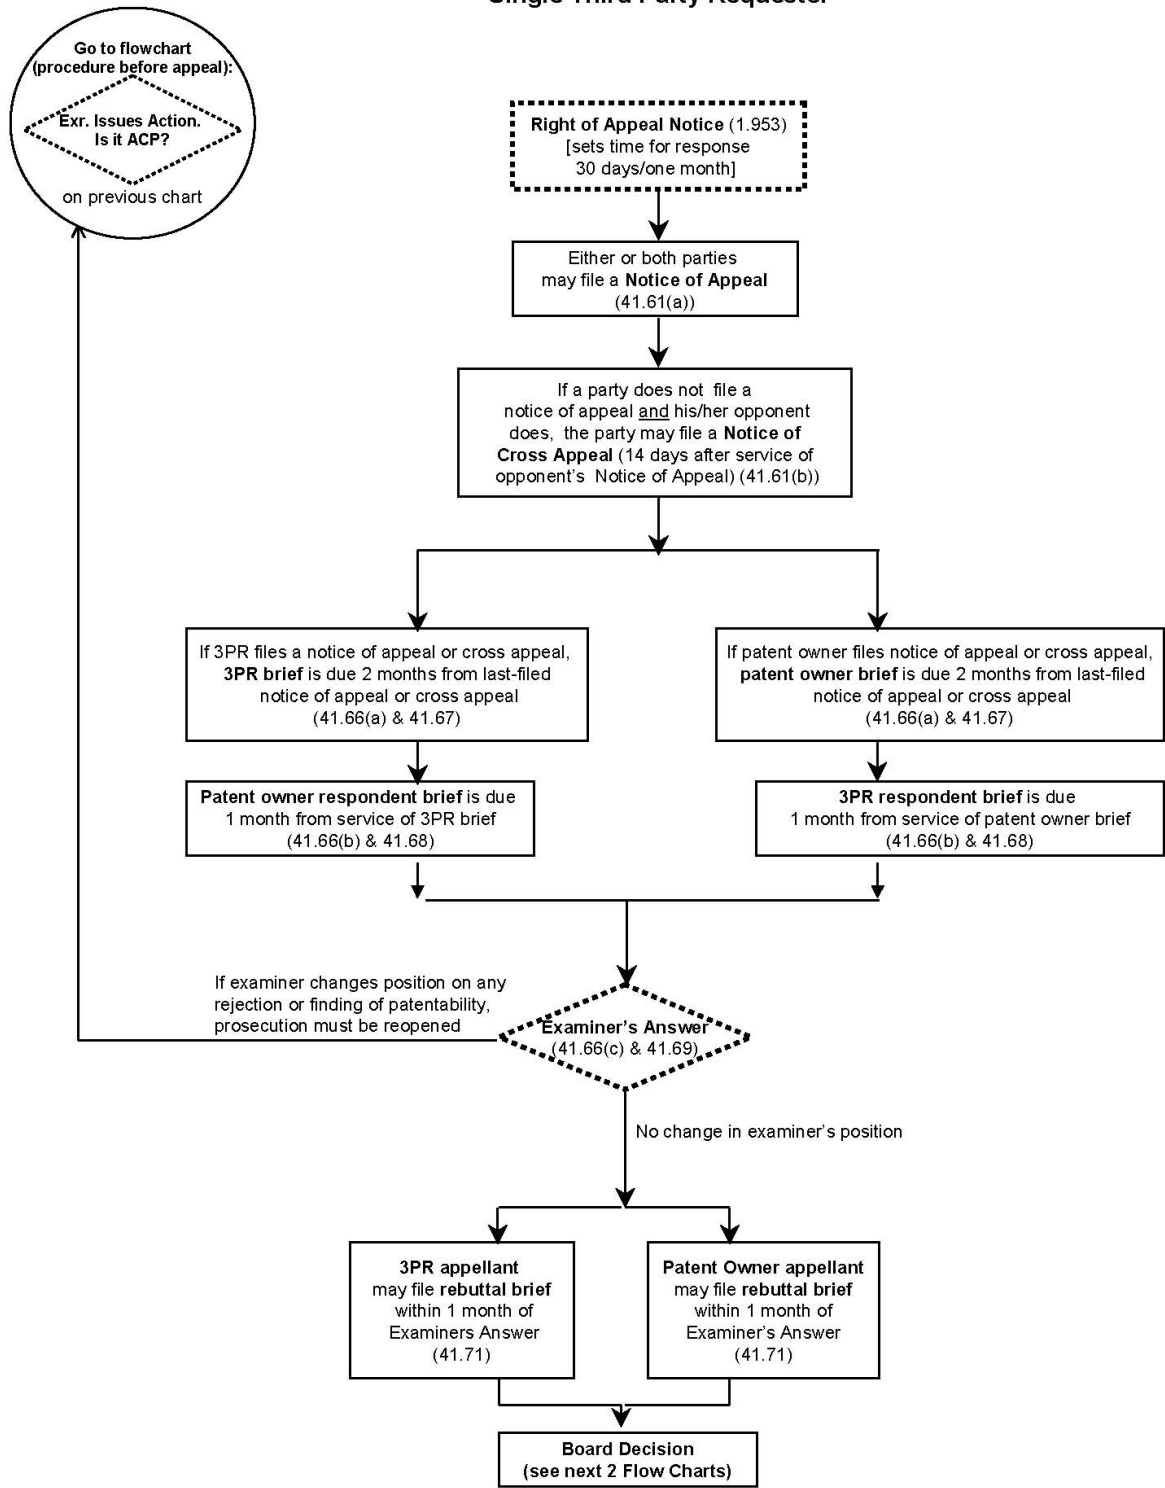 Single Third Party Requester
Go to flowchart
(procedure before appeal):
Exr. Issues Action.
Is it ACP?
on previous chart
Right of Appeal Notice (1.953)
[sets time for response
30 days/one month]
Either or both parties
may file a Notice of Appeal
(41.61(a))
If a party does not file a
notice of appeal and his/her opponent
does, the party may file a Notice of
Cross Appeal (14 days after service of
opponent's Notice of Appeal) (41.61(b))
If 3PR files a notice of appeal or cross appeal,
3PR brief is due 2 months from last-filed
notice of appeal or cross appeal
(41.66(a) & 41.67)
If patent owner files notice of appeal or cross appeal,
patent owner brief is due 2 months from last-filed
notice of appeal or cross appeal
(41.66(a) & 41.67)
Patent owner respondent brief is due
1 month from service of 3PR brief
(41.66(b) & 41.68)
3PR respondent brief is due
1 month from service of patent owner brief
(41.66(b) & 41.68)
If examiner changes position on any
rejection or finding of patentability,
prosecution must be reopened
Examiner's Answer
(41.66(c) & 41.69)
No change in examiner's position
3PR appellant
may file rebuttal brief
within 1 month of
Examiners Answer
(41.71)
Patent Owner appellant
may file rebuttal brief
within 1 month of
Examiner's Answer
(41.71)
Board Decision
(see next 2 Flow Charts)